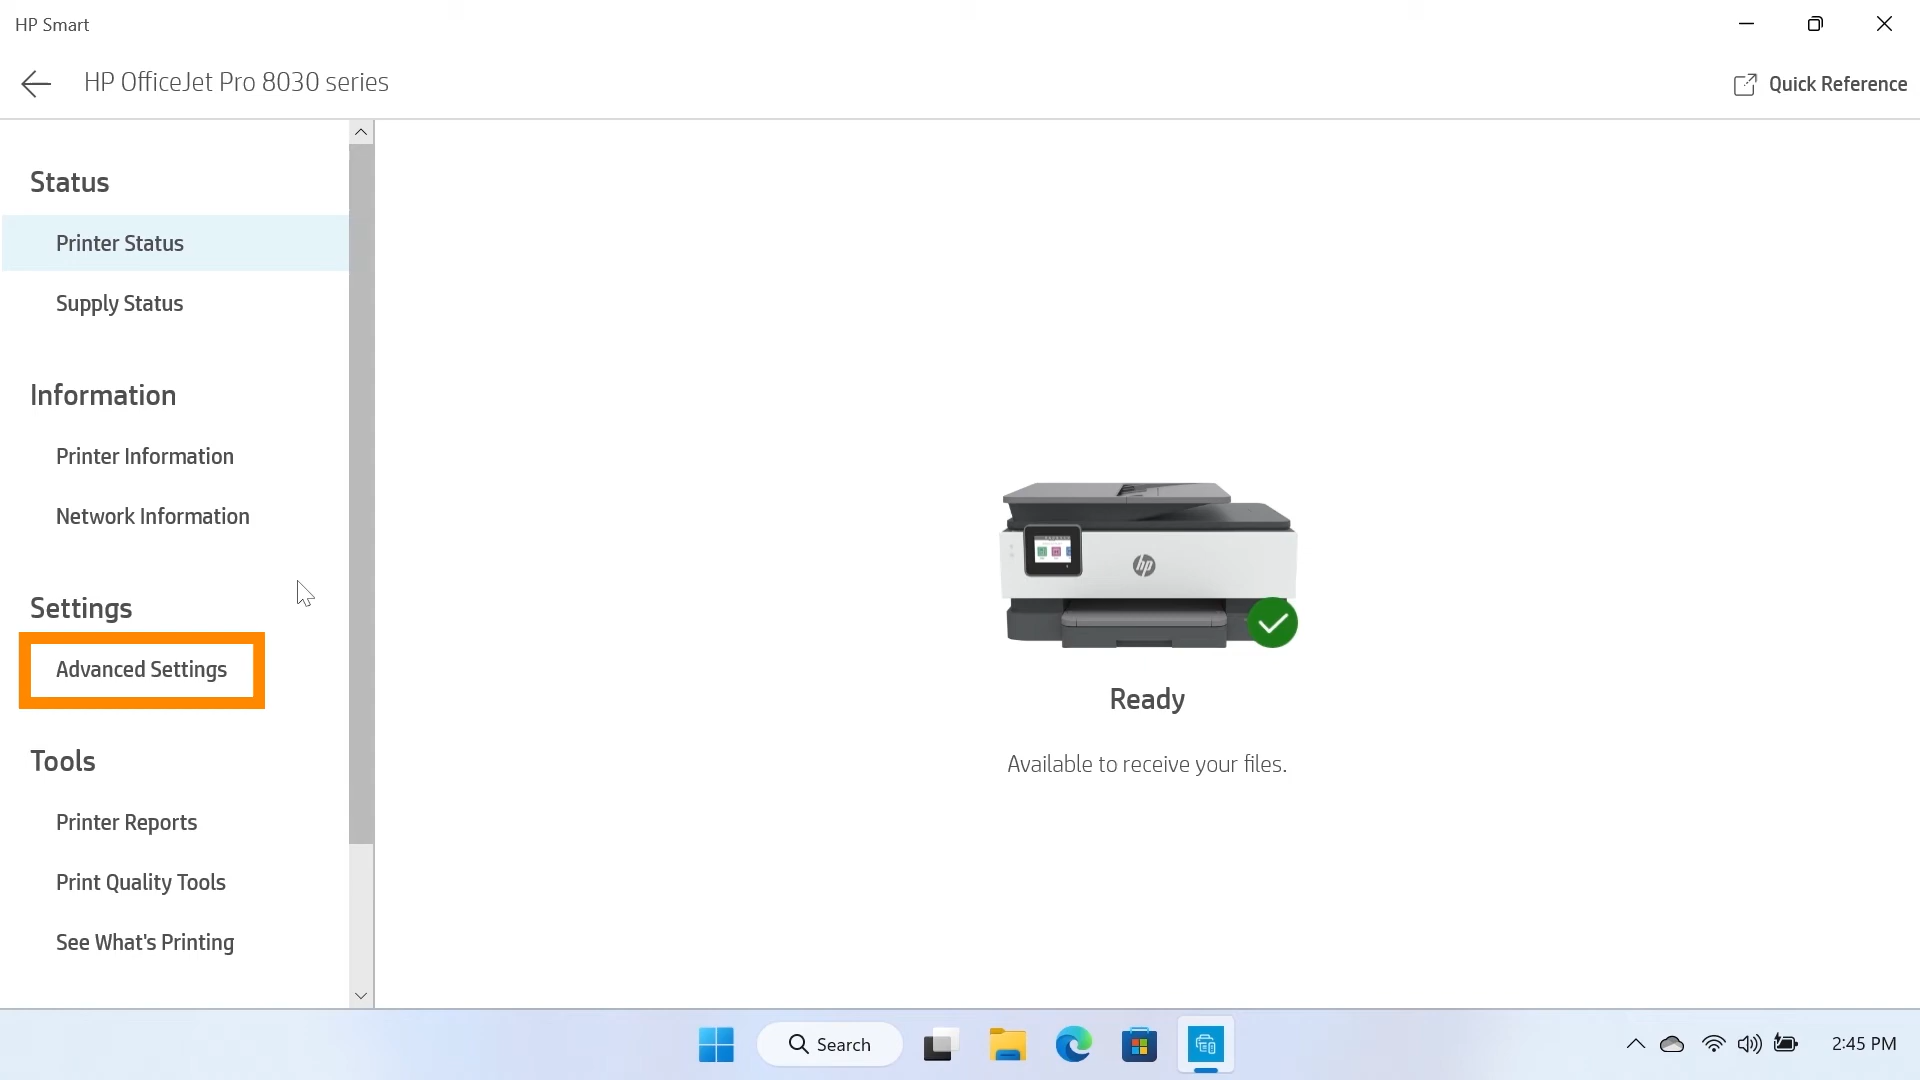 HP Smart
HP OfficeJet Pro 8030 series
Quick Reference
Status
Printer Status
Supply Status
Information
Printer Information
Network Information
Settings
Advanced Settings
Tools
Printer Reports
Print Quality Tools
See What's Printing
hp
Ready
Available to receive your files.
Search
2:45 PM